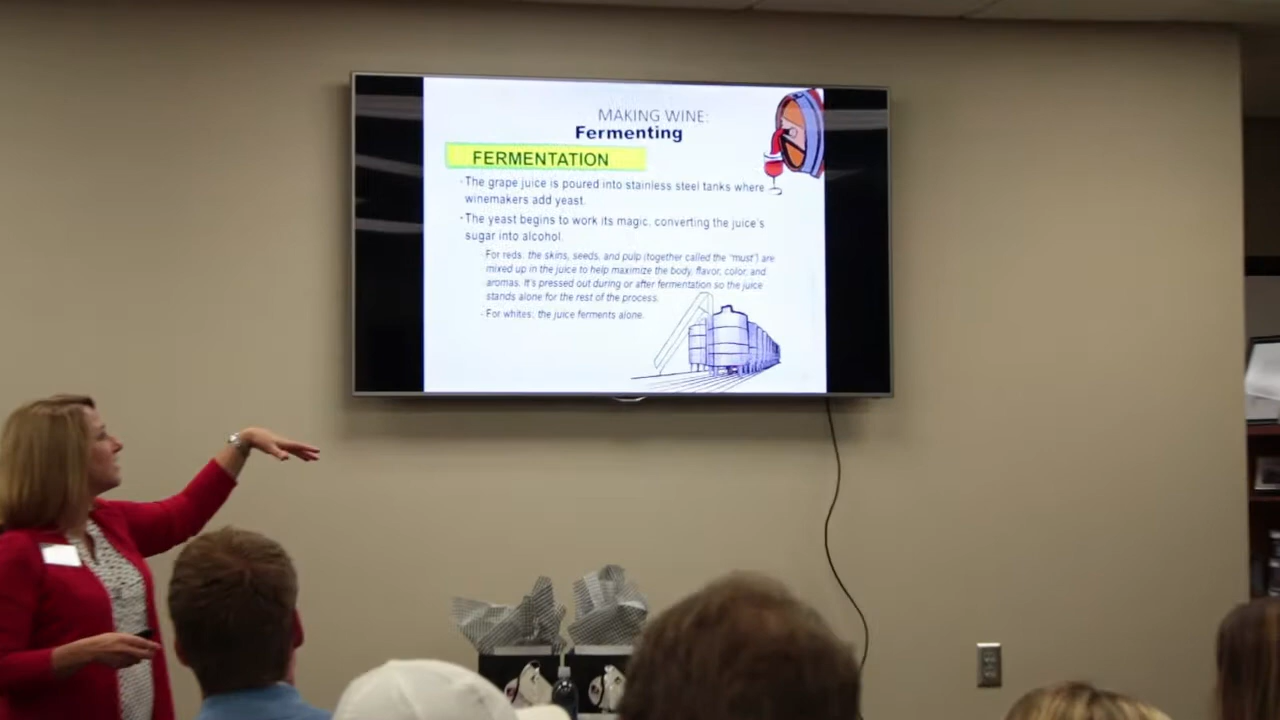 MAKING WINE:
Fermenting
FERMENTATION
·The grape juice is poured into stainless steel tanks where
winemakers add yeast.
·The yeast begins to work its magic, converting the juice's
sugar into alcohol.
- For reds, the skins, seeds, and pulp (together called the "must") are
mixed up in the juice to help maximize the body, flavor, color, and
aromas. It's pressed out during or after fermentation so the juice
stands alone for the rest of the process.
- For whites; the juice ferments alone.